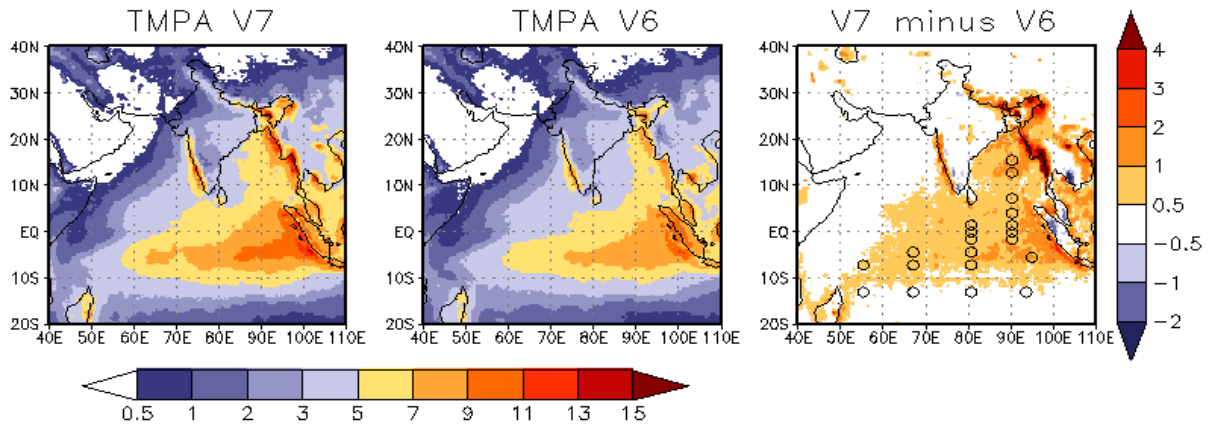 TMPA V7 TMPA V6 V7 minus V6
40N 40N 40N 4
30N 30N 30N 3
20N 20N 20N 2
10N 10N 10N 1
EQ EQ EQ 0.5
10S 10S 10S −0.5
20S 20S 20S −1
−2
40E 50E 60E 70E 80E 90E 100E 110E 40E 50E 60E 70E 80E 90E 100E 110E 40E 50E 60E 70E 80E 90E 100E 110E
0.5 1 2 3 5 7 9 11 13 15